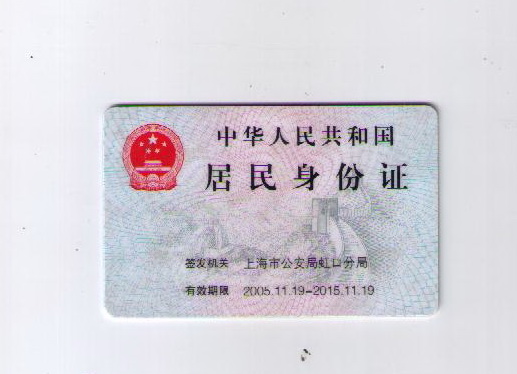 中华人民共和国
居民身份证
签发机关 上海市公安局虹口分局
有效期限 2005.11.19-2015.11.19